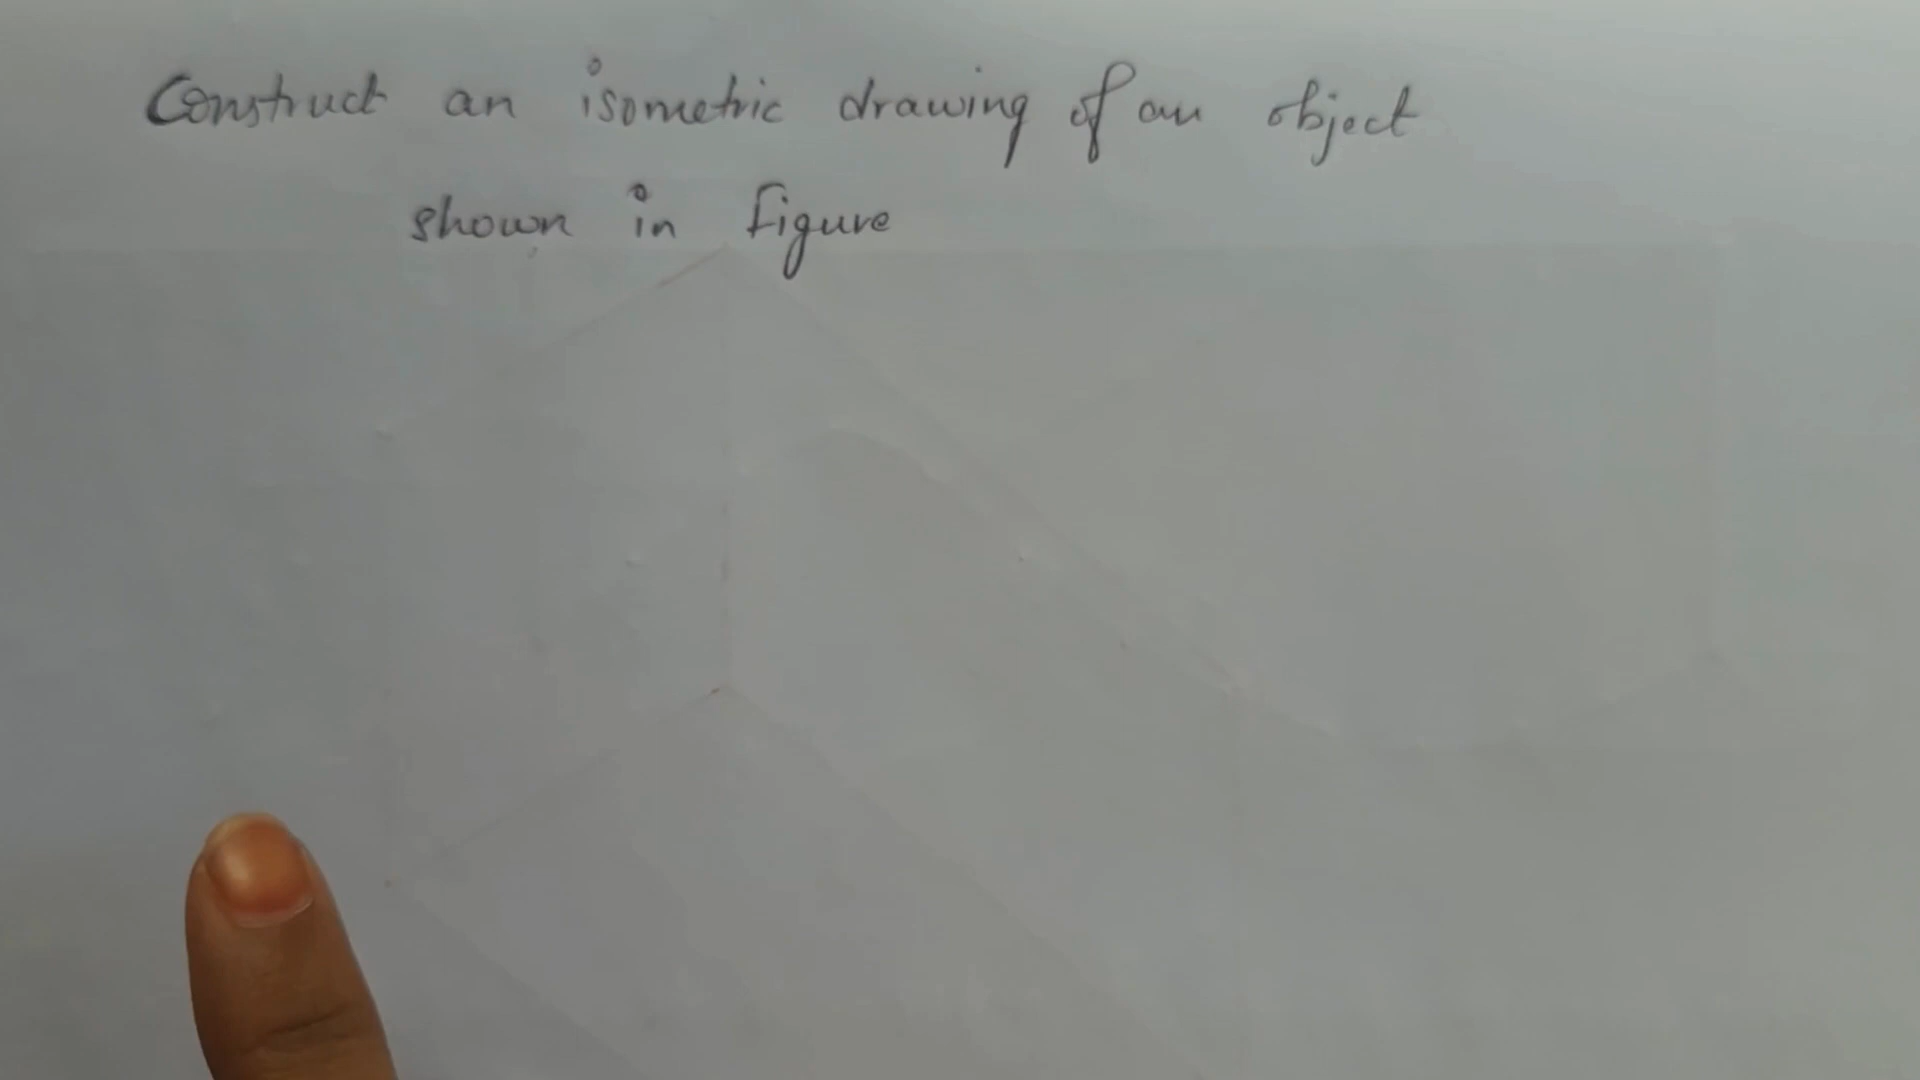 Construct an isometric drawing of an object
shown in figure